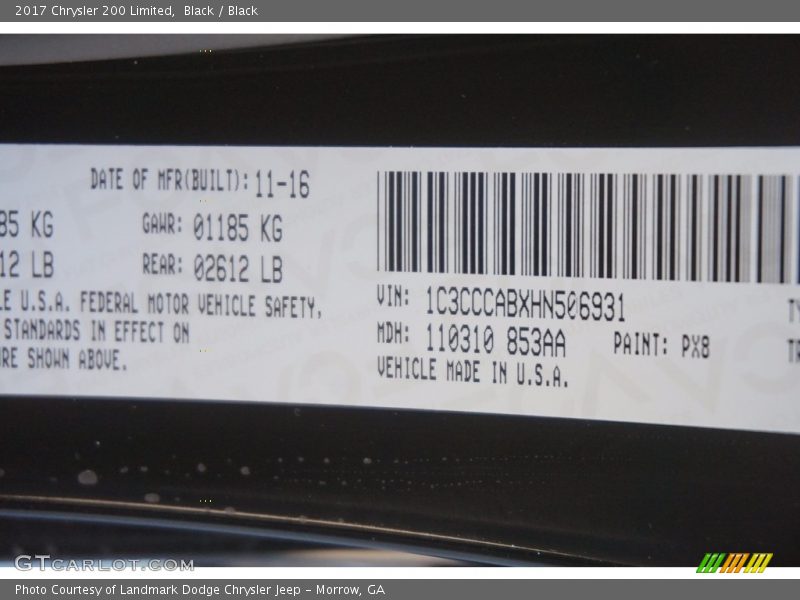 2017 Chrysler 200 Limited, Black / Black
DATE OF MFR(BUILT): 11-16
85 KG GAWR: 01185 KG
12 LB REAR: 02612 LB
E U.S.A. FEDERAL MOTOR VEHICLE SAFETY,
STANDARDS IN EFFECT ON
RE SHOWN ABOVE.
VIN: 1C3CCCABXHN506931
MDH: 110310 853AA PAINT: PX8
VEHICLE MADE IN U.S.A.
GTCARLOT.COM
Photo Courtesy of Landmark Dodge Chrysler Jeep - Morrow, GA